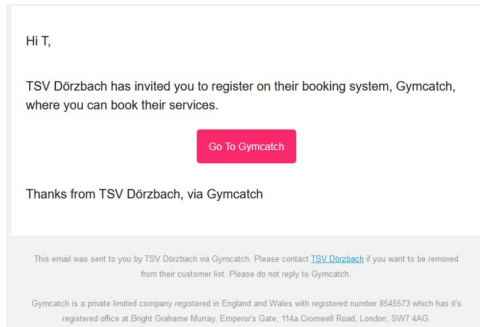 Hi T,
TSV Dörzbach has invited you to register on their booking system, Gymcatch,
where you can book their services.
Go To Gymcatch
Thanks from TSV Dörzbach, via Gymcatch
This email was sent to you by TSV Dörzbach via Gymcatch. Please contact TSV Dörzbach if you want to be removed
from their customer list. Please do not reply to Gymcatch.
Gymcatch is a private limited company registered in England and Wales with registered number 8545573 which has it's
registered office at Bright Grahame Murray, Emperor's Gate, 114a Cromwell Road, London, SW7 4AG.